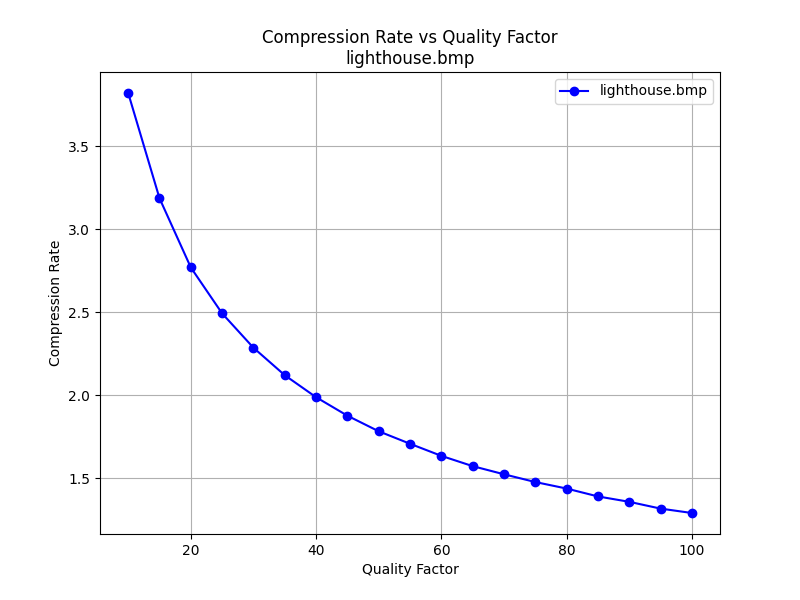 Compression Rate vs Quality Factor
lighthouse.bmp
lighthouse.bmp
3.5
3.0
2.5
2.0
1.5
Compression Rate
20 40 60 80 100
Quality Factor